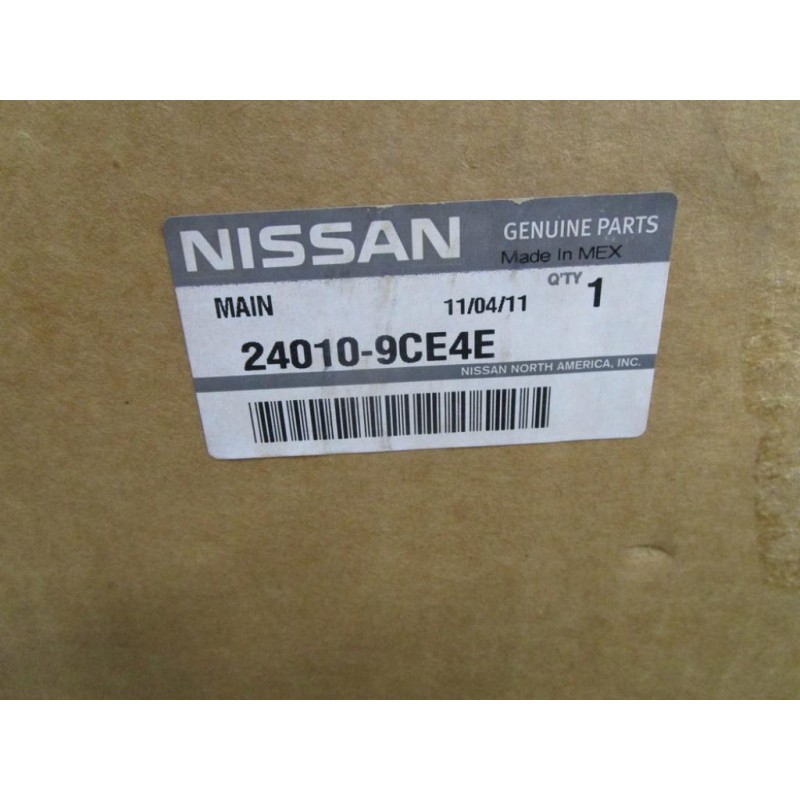 NISSAN GENUINE PARTS
Made In MEX
MAIN 11/04/11 Q'TY 1
24010-9CE4E
NISSAN NORTH AMERICA, INC.